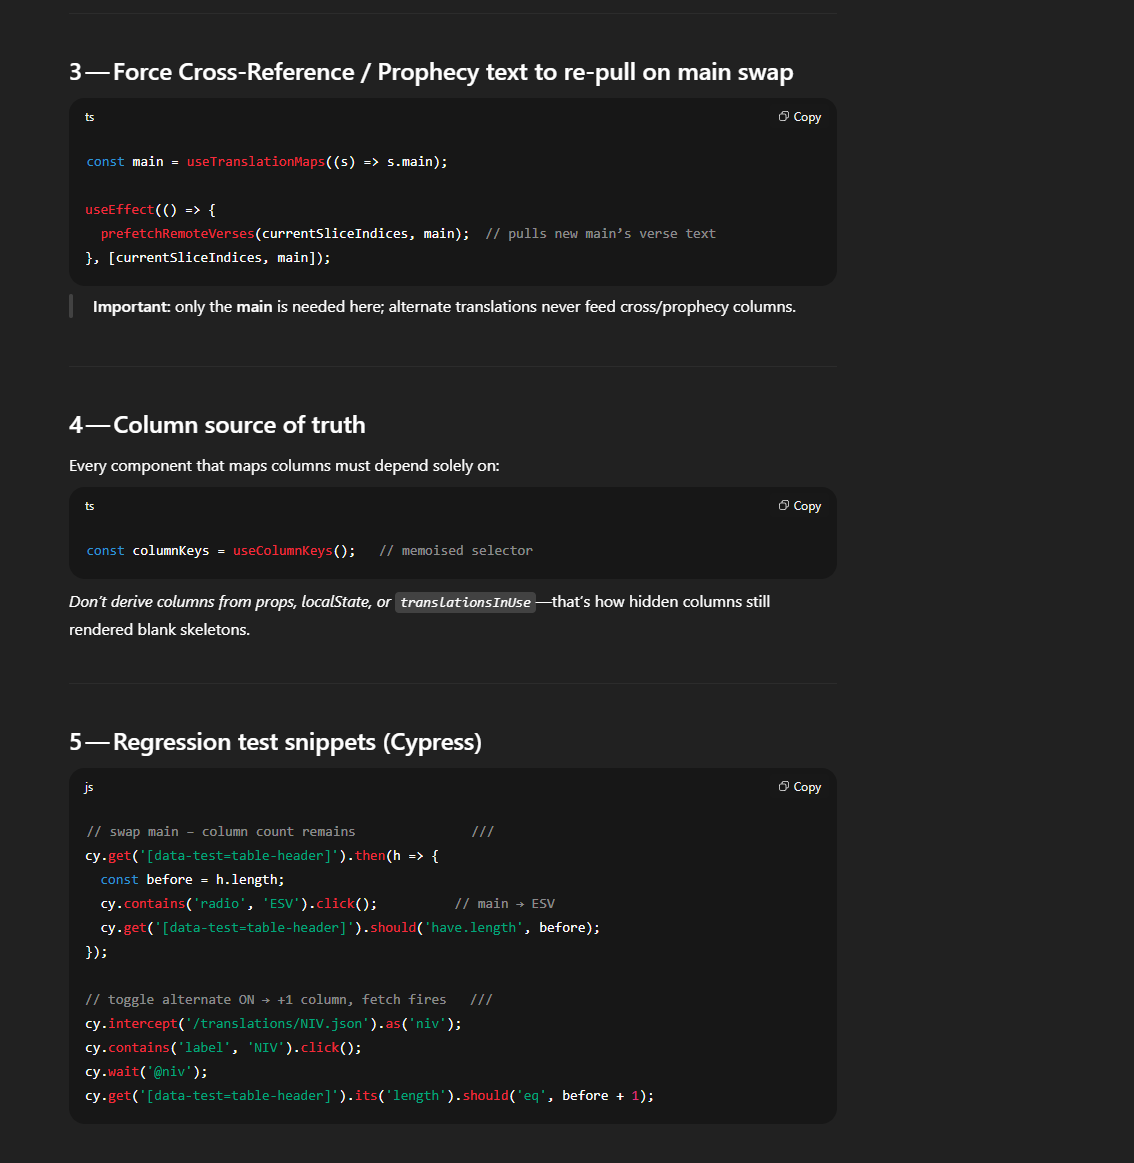 3 — Force Cross-Reference / Prophecy text to re-pull on main swap
ts
Copy
const main = useTranslationMaps((s) => s.main);
useEffect(() => {
  prefetchRemoteVerses(currentSliceIndices, main);  // pulls new main’s verse text
}, [currentSliceIndices, main]);
Important: only the main is needed here; alternate translations never feed cross/prophecy columns.
4 — Column source of truth
Every component that maps columns must depend solely on:
ts
Copy
const columnKeys = useColumnKeys();   // memoised selector
Don’t derive columns from props, localState, or translationsInUse—that’s how hidden columns still
rendered blank skeletons.
5 — Regression test snippets (Cypress)
js
Copy
// swap main – column count remains               ///
cy.get('[data-test=table-header]').then(h => {
  const before = h.length;
  cy.contains('radio', 'ESV').click();          // main → ESV
  cy.get('[data-test=table-header]').should('have.length', before);
});
// toggle alternate ON → +1 column, fetch fires   ///
cy.intercept('/translations/NIV.json').as('niv');
cy.contains('label', 'NIV').click();
cy.wait('@niv');
cy.get('[data-test=table-header]').its('length').should('eq', before + 1);